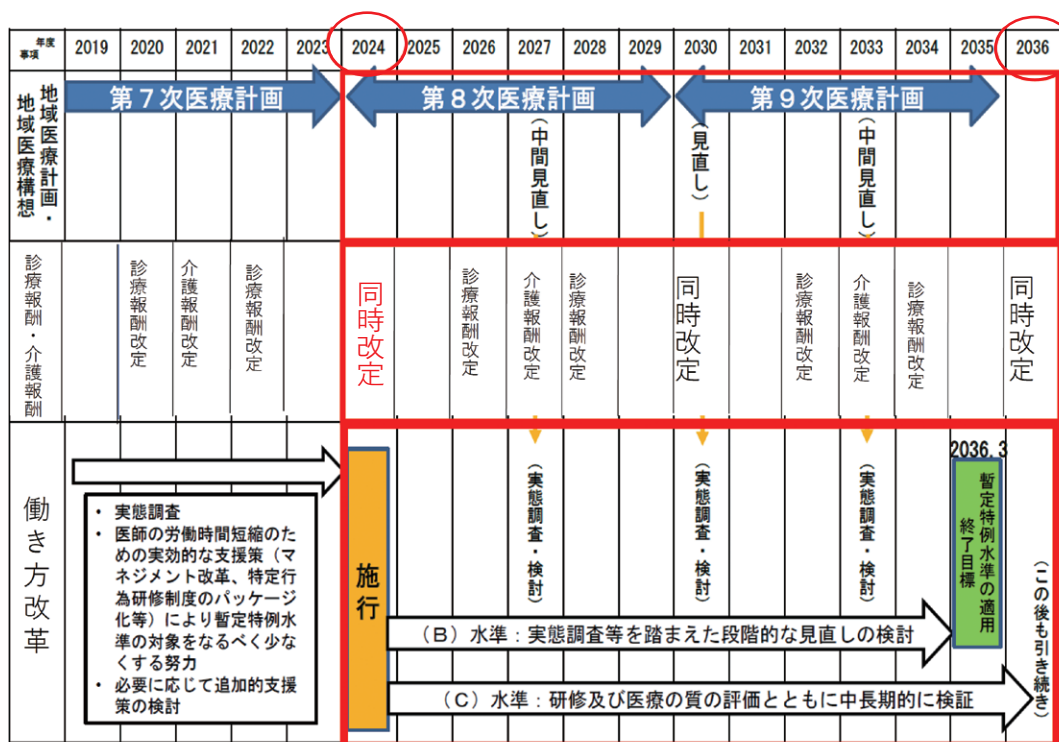 年度
事項
2019 2020 2021 2022 2023 2024 2025 2026 2027 2028 2029 2030 2031 2032 2033 2034 2035 2036
地域医療計画・
地域医療構想
第7次医療計画
第8次医療計画
第9次医療計画
（中間見直し）
（見直し）
（中間見直し）
診療報酬・介護報酬
診療報酬改定
介護報酬改定
診療報酬改定
同時改定
診療報酬改定
介護報酬改定
診療報酬改定
同時改定
診療報酬改定
介護報酬改定
診療報酬改定
同時改定
働き方改革
・ 実態調査
・ 医師の労働時間短縮のた
めの実効的な支援策（マ
ネジメント改革、特定行
為研修制度のパッケージ
化等）により暫定特例水
準の対象をなるべく少な
くする努力
・ 必要に応じて追加的支援
策の検討
施行
（実態調査・検討）
（実態調査・検討）
（実態調査・検討）
2036.3
暫定特例水準の適用
終了目標
（この後も引き続き）
（B）水準：実態調査等を踏まえた段階的な見直しの検討
（C）水準：研修及び医療の質の評価とともに中長期的に検証